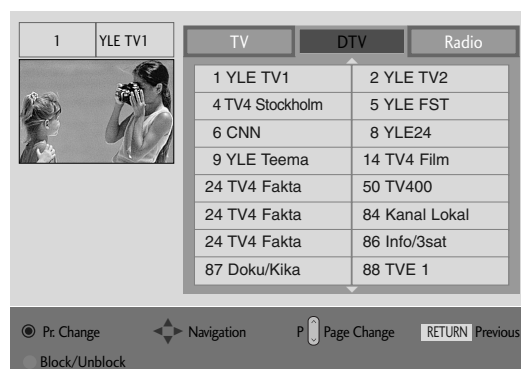 1 YLE TV1
TV DTV Radio
1 YLE TV1 2 YLE TV2
4 TV4 Stockholm 5 YLE FST
6 CNN 8 YLE24
9 YLE Teema 14 TV4 Film
24 TV4 Fakta 50 TV400
24 TV4 Fakta 84 Kanal Lokal
24 TV4 Fakta 86 Info/3sat
87 Doku/Kika 88 TVE 1
Pr. Change Navigation P Page Change RETURN Previous
Block/Unblock